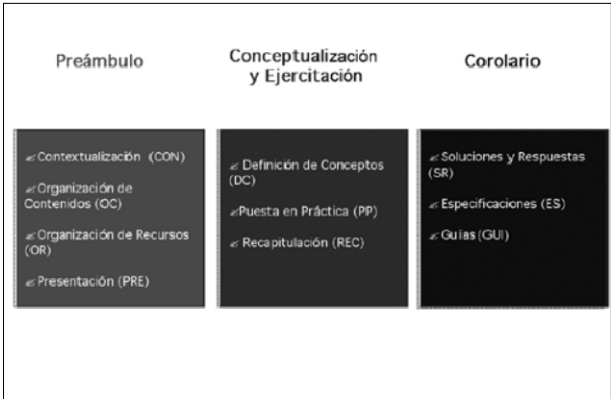 Preámbulo
Conceptualización
y Ejercitación
Corolario
Contextualización (CON)
Organización de
Contenidos (OC)
Organización de Recursos
(OR)
Presentación (PRE)
Definición de Conceptos
(DC)
Puesta en Práctica (PP)
Recapitulación (REC)
Soluciones y Respuestas
(SR)
Especificaciones (ES)
Guías (GUI)